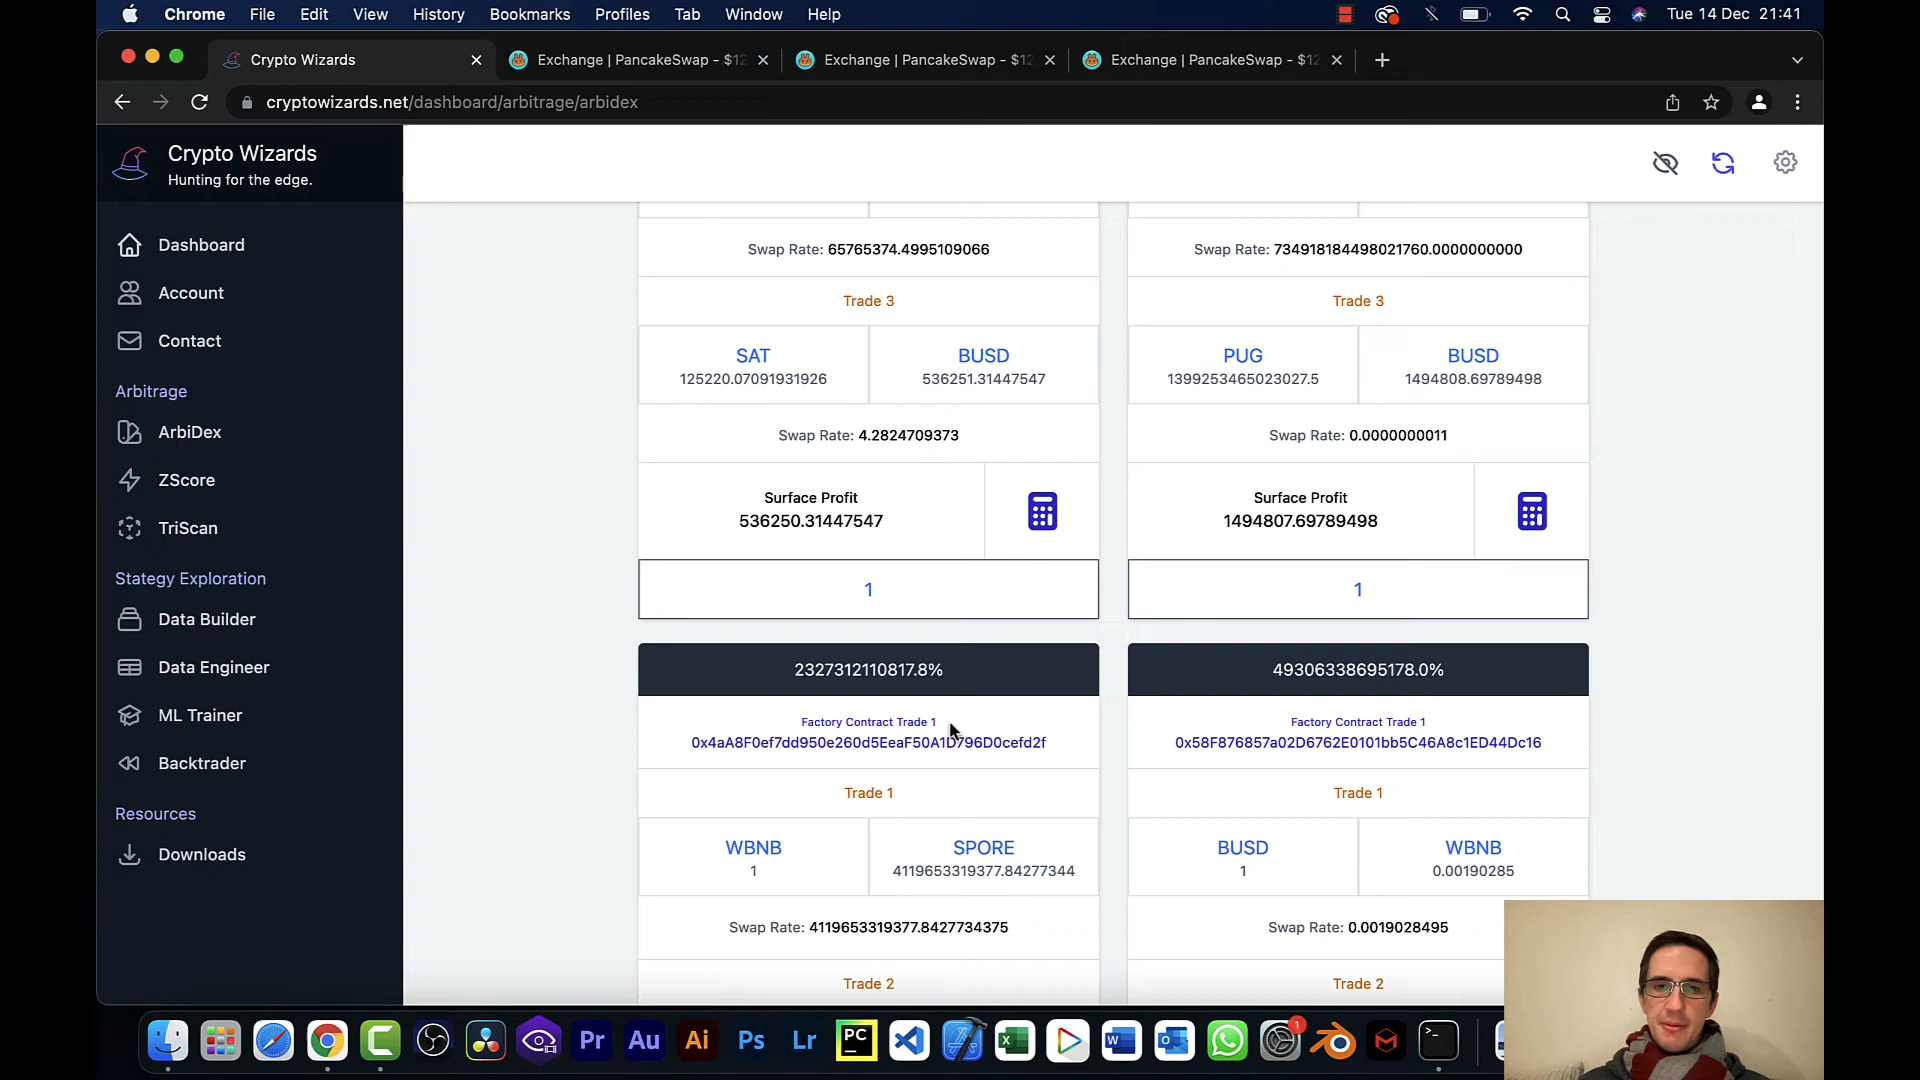 Chrome File Edit View History Bookmarks Profiles Tab Window Help Tue 14 Dec 21:41
Crypto Wizards Exchange | PancakeSwap - $12 Exchange | PancakeSwap - $12 Exchange | PancakeSwap - $12
cryptowizards.net/dashboard/arbitrage/arbidex
Crypto Wizards
Hunting for the edge.
Dashboard
Account
Contact
Arbitrage
ArbiDex
ZScore
TriScan
Stategy Exploration
Data Builder
Data Engineer
ML Trainer
Backtrader
Resources
Downloads
Swap Rate: 65765374.4995109066
Trade 3
SAT BUSD
125220.07091931926 536251.31447547
Swap Rate: 4.2824709373
Surface Profit
536250.31447547
1
2327312110817.8%
Factory Contract Trade 1
0x4aA8F0ef7dd950e260d5EeaF50A1D796D0cefd2f
Trade 1
WBNB SPORE
1 4119653319377.84277344
Swap Rate: 4119653319377.8427734375
Trade 2
Swap Rate: 734918184498021760.0000000000
Trade 3
PUG BUSD
1399253465023027.5 1494808.69789498
Swap Rate: 0.0000000011
Surface Profit
1494807.69789498
1
49306338695178.0%
Factory Contract Trade 1
0x58F876857a02D6762E0101bb5C46A8c1ED44Dc16
Trade 1
BUSD WBNB
1 0.00190285
Swap Rate: 0.0019028495
Trade 2
Pr Au Ai Ps Lr PC X W O 1